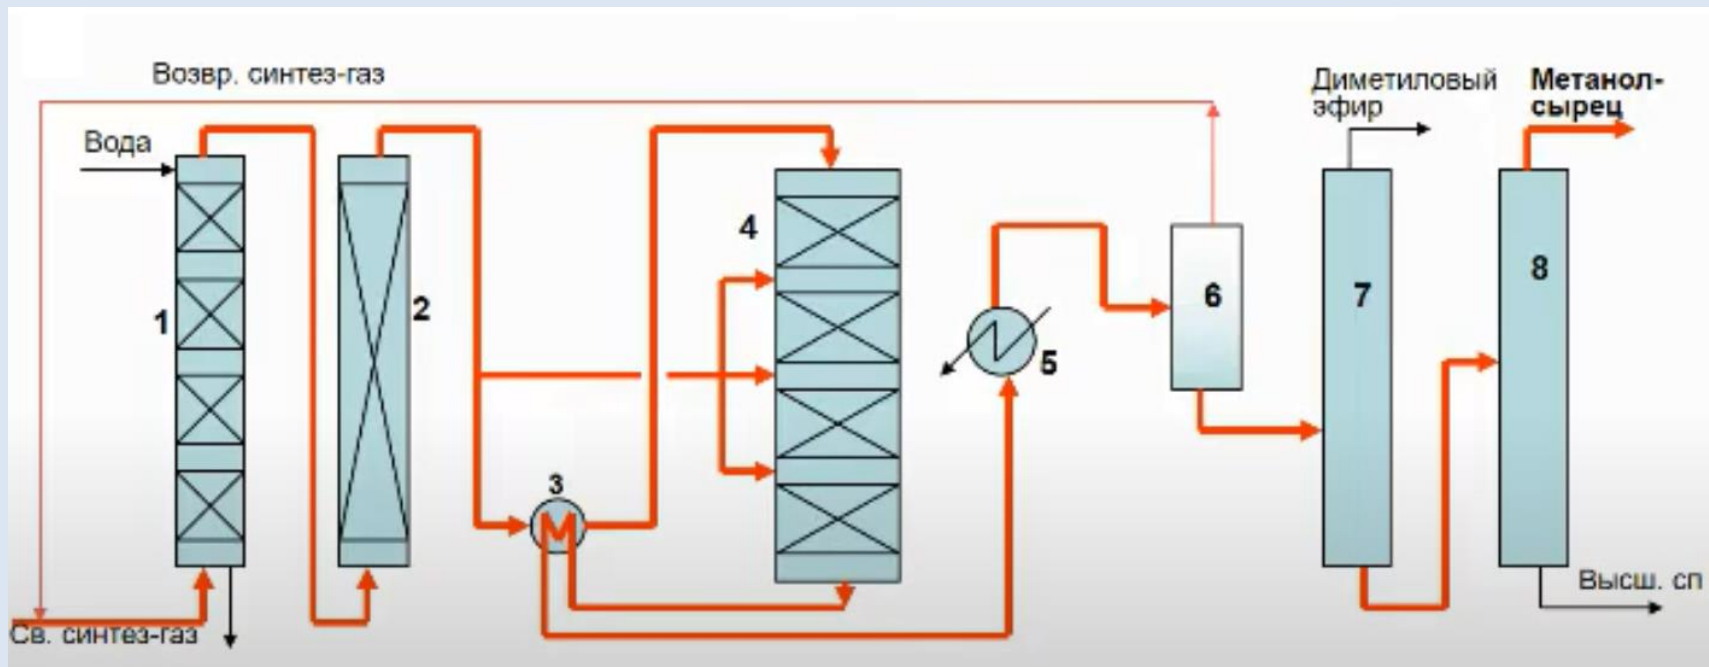 Возвр. синтез-газ
Диметиловый
эфир
Метанол-
сырец
Вода
4
8
6
7
1
2
5
3
Высш. сп
Св. синтез-газ